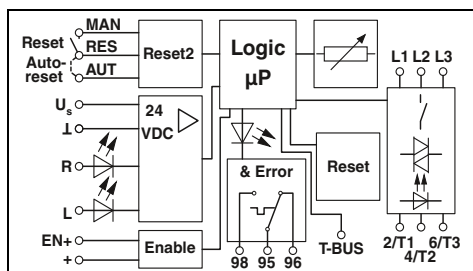 MAN
Reset
RES
Reset2
Auto-
reset
AUT
Logic
µP
L1 L2 L3
Us
⊥
24
VDC
R
L
& Error
Reset
EN+
+
Enable
98 95 96
T-BUS
2/T1 6/T3
4/T2